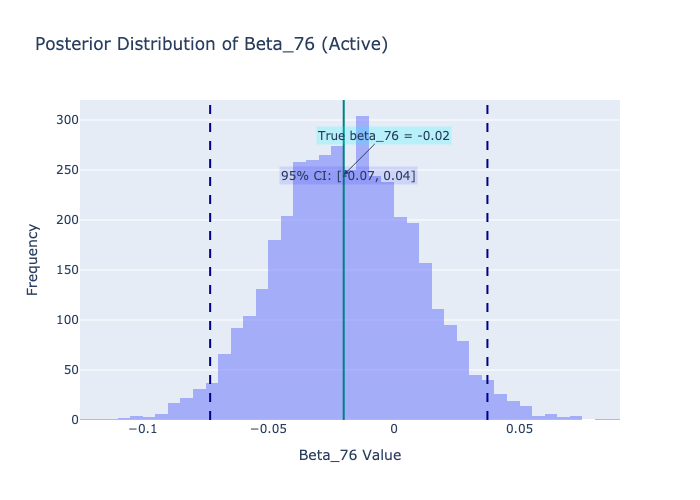 Posterior Distribution of Beta_76 (Active)
300
True beta_76 = -0.02
250
95% CI: [-0.07, 0.04]
200
150
100
50
0
Frequency
−0.1
−0.05
0
0.05
Beta_76 Value